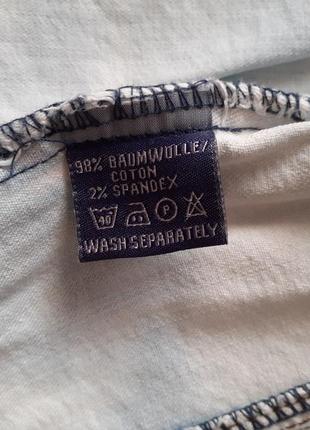 98% BAUMWOLLE/
COTON
2% SPANDEX
40 P
WASH SEPARATELY